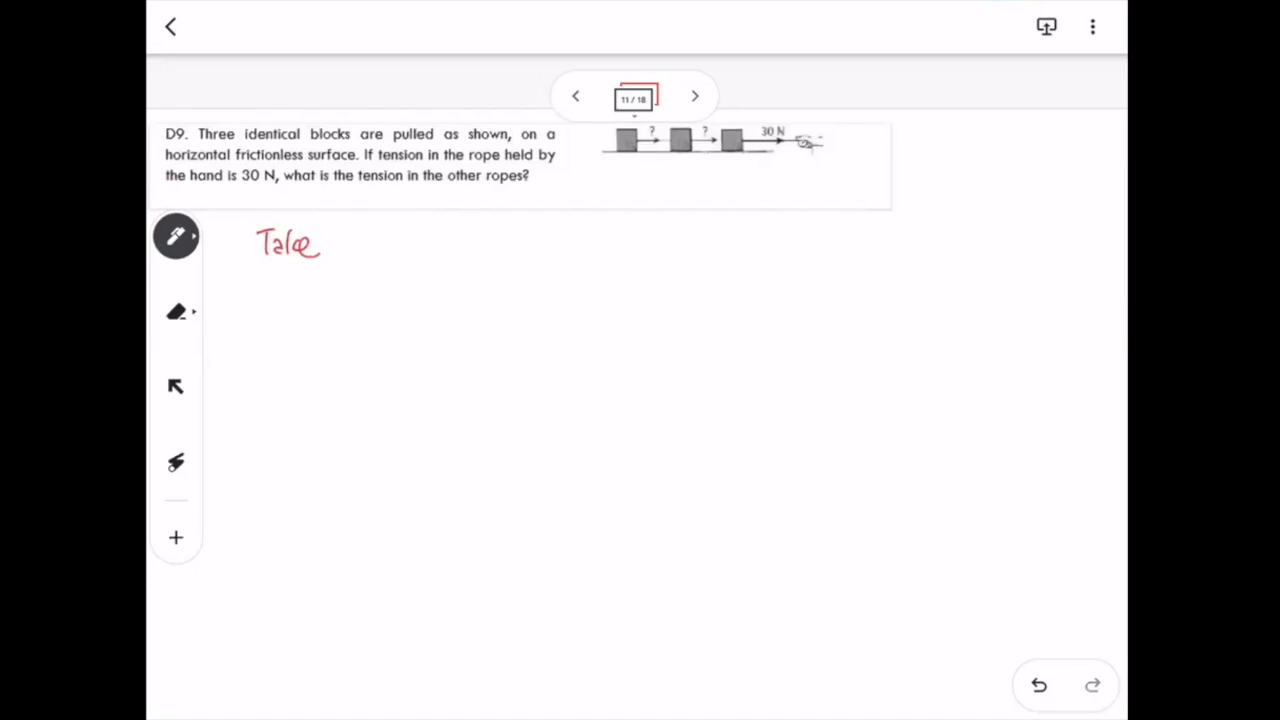 11 / 18
D9. Three identical blocks are pulled as shown, on a
horizontal frictionless surface. If tension in the rope held by
the hand is 30 N, what is the tension in the other ropes?
? ? 30 N
Take